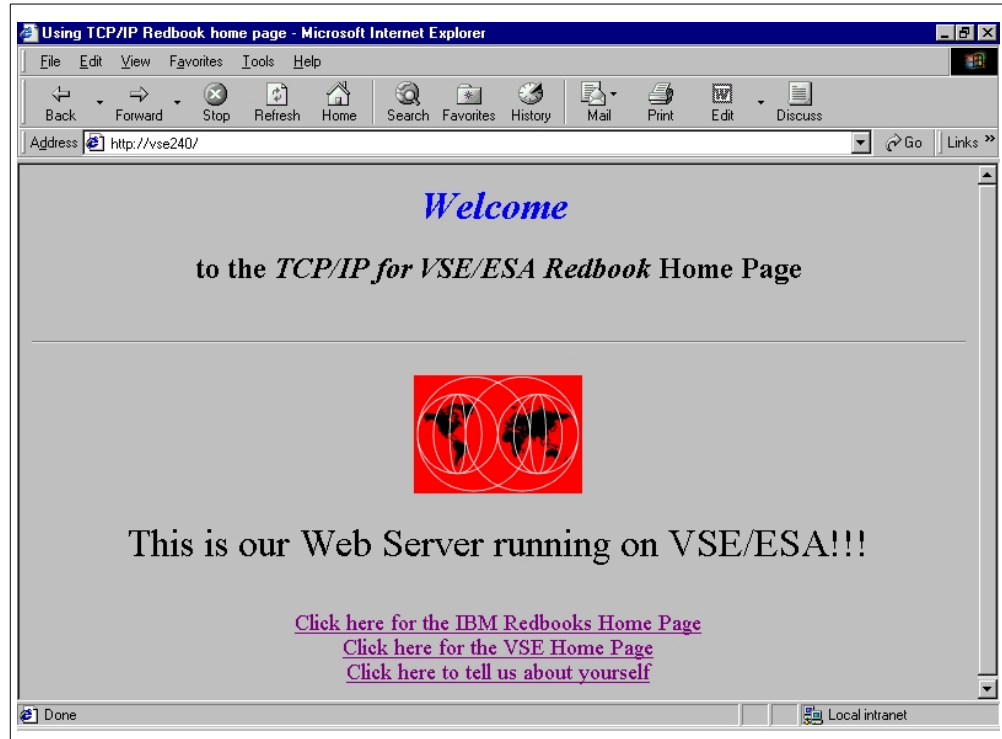 Using TCP/IP Redbook home page - Microsoft Internet Explorer
File Edit View Favorites Tools Help
Back Forward Stop Refresh Home Search Favorites History Mail Print Edit Discuss
Address http://vse240/ Go Links »
Welcome
to the TCP/IP for VSE/ESA Redbook Home Page
This is our Web Server running on VSE/ESA!!!
Click here for the IBM Redbooks Home Page
Click here for the VSE Home Page
Click here to tell us about yourself
Done Local intranet